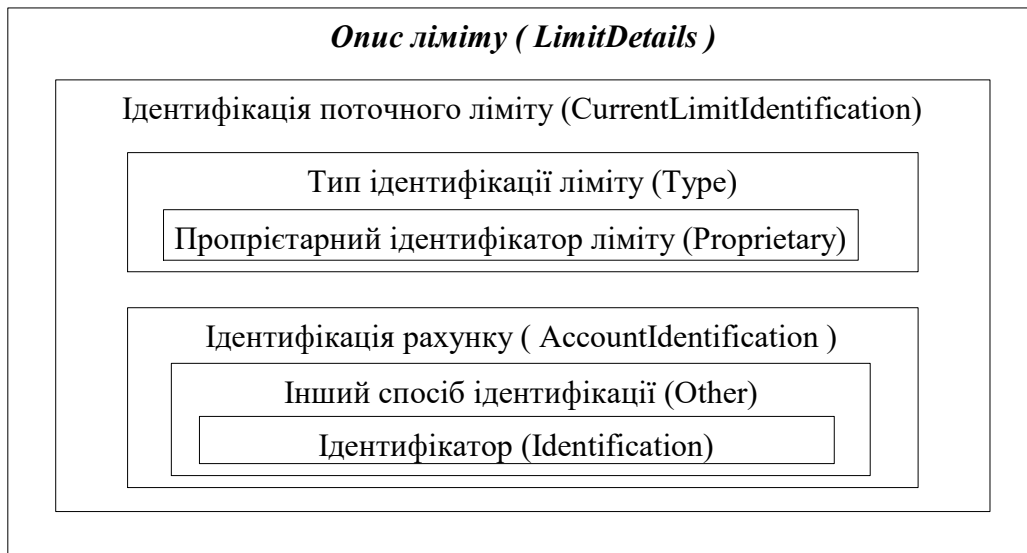 Опис ліміту ( LimitDetails )
Ідентифікація поточного ліміту (CurrentLimitIdentification)
Тип ідентифікації ліміту (Type)
Пропрієтарний ідентифікатор ліміту (Proprietary)
Ідентифікація рахунку ( AccountIdentification )
Інший спосіб ідентифікації (Other)
Ідентифікатор (Identification)